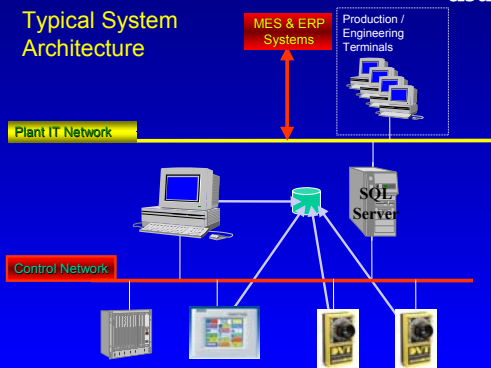 Typical System
Architecture
MES & ERP
Systems
Production /
Engineering
Terminals
Plant IT Network
SQL
Server
Control Network
DVT
DVT